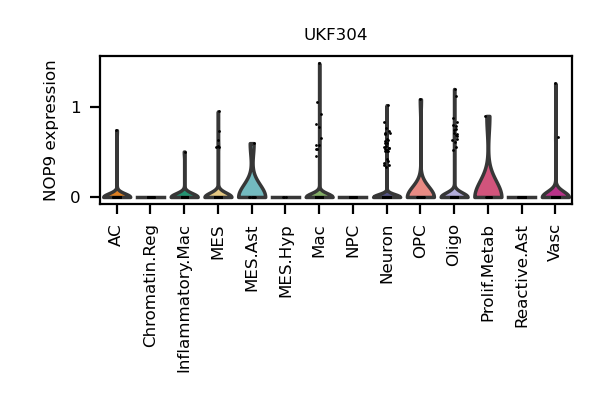 UKF304
NOP9 expression
1
0
AC
Chromatin.Reg
Inflammatory.Mac
MES
MES.Ast
MES.Hyp
Mac
NPC
Neuron
OPC
Oligo
Prolif.Metab
Reactive.Ast
Vasc